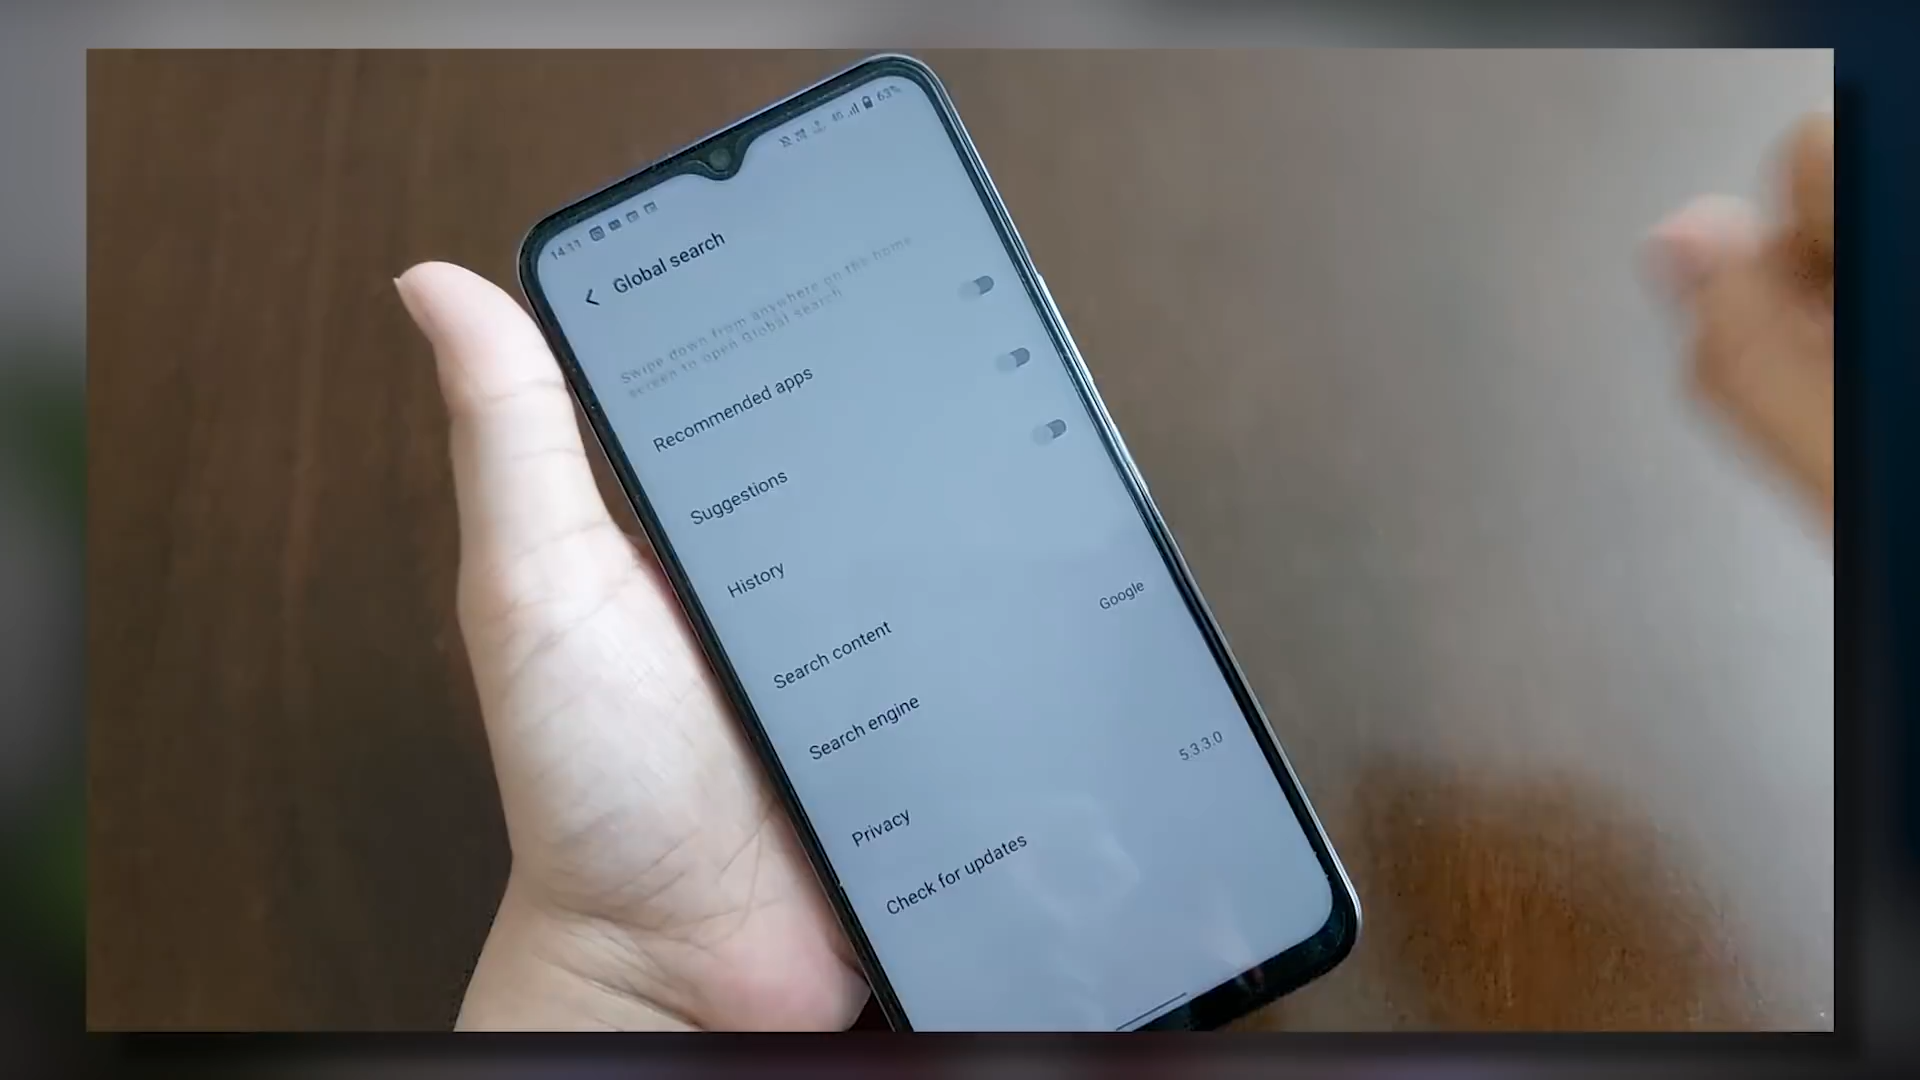 14:11
63%
Global search
Swipe down from anywhere on the home
screen to open Global search
Recommended apps
Suggestions
History
Search content
Search engine
Google
Privacy
Check for updates
5.3.3.0